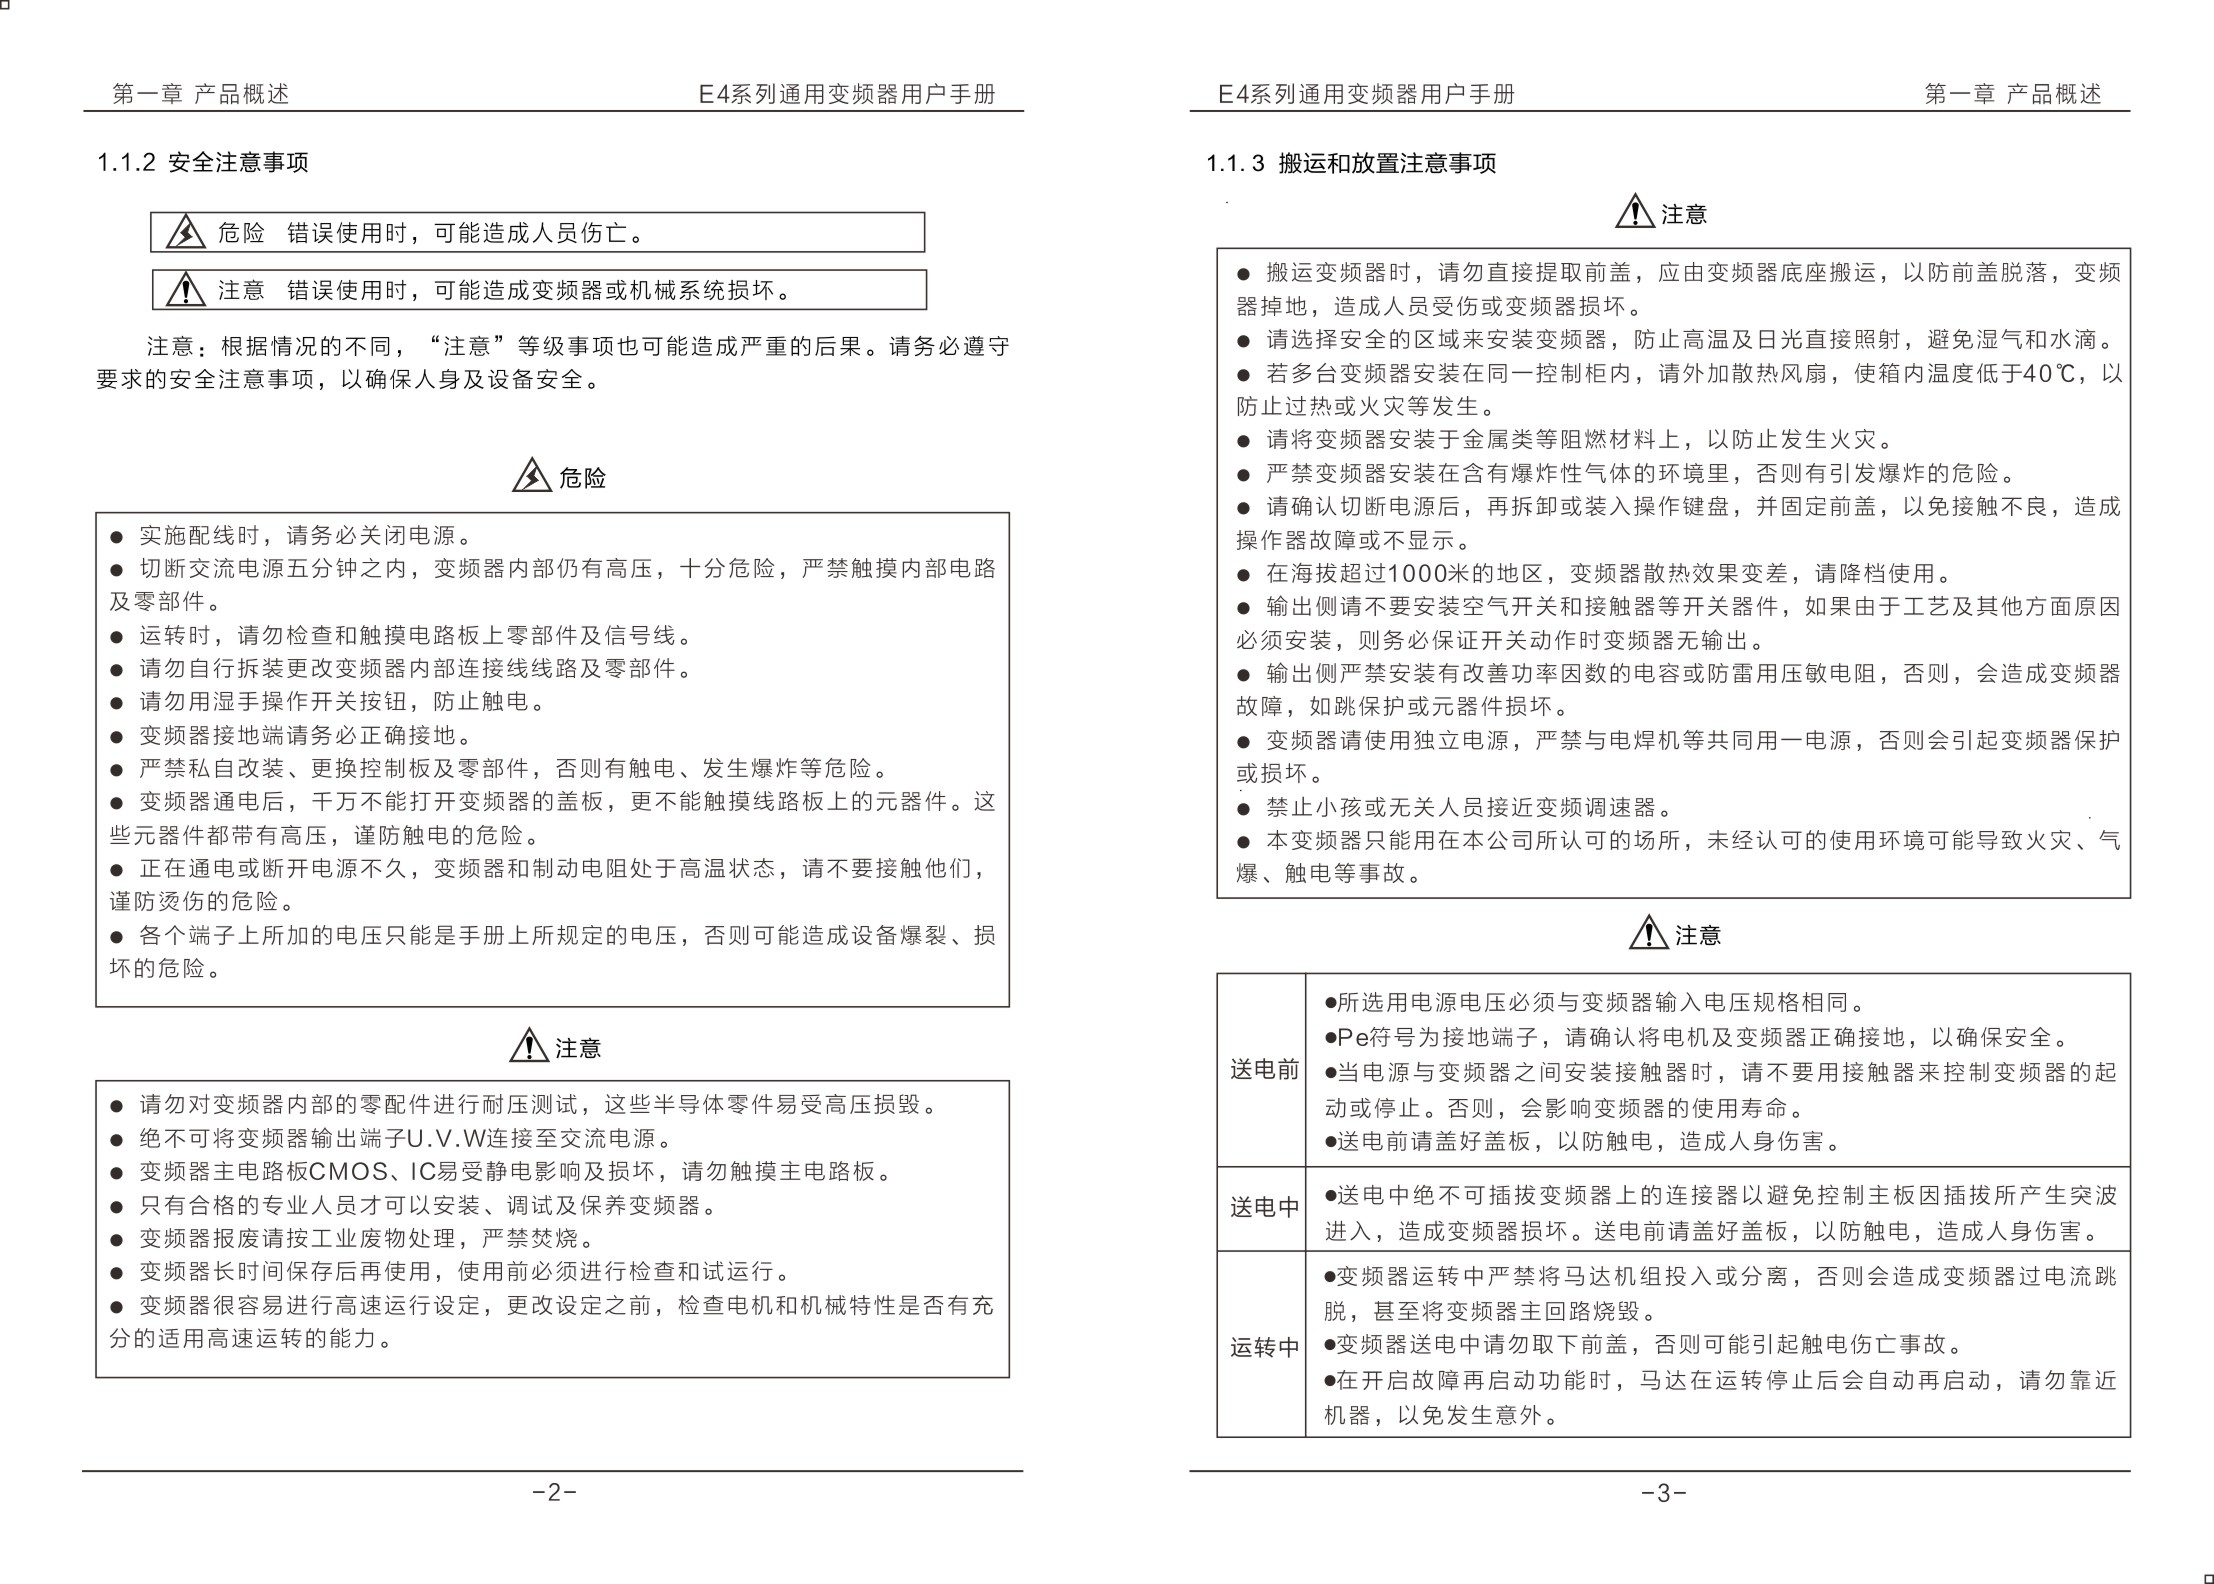 第一章 产品概述
E4系列通用变频器用户手册
1.1.2 安全注意事项
危险 错误使用时，可能造成人员伤亡。
注意 错误使用时，可能造成变频器或机械系统损坏。
注意：根据情况的不同，“注意”等级事项也可能造成严重的后果。请务必遵守
要求的安全注意事项，以确保人身及设备安全。
危险
● 实施配线时，请务必关闭电源。
● 切断交流电源五分钟之内，变频器内部仍有高压，十分危险，严禁触摸内部电路
及零部件。
● 运转时，请勿检查和触摸电路板上零部件及信号线。
● 请勿自行拆装更改变频器内部连接线线路及零部件。
● 请勿用湿手操作开关按钮，防止触电。
● 变频器接地端请务必正确接地。
● 严禁私自改装、更换控制板及零部件，否则有触电、发生爆炸等危险。
● 变频器通电后，千万不能打开变频器的盖板，更不能触摸线路板上的元器件。这
些元器件都带有高压，谨防触电的危险。
● 正在通电或断开电源不久，变频器和制动电阻处于高温状态，请不要接触他们，
谨防烫伤的危险。
● 各个端子上所加的电压只能是手册上所规定的电压，否则可能造成设备爆裂、损
坏的危险。
注意
● 请勿对变频器内部的零配件进行耐压测试，这些半导体零件易受高压损毁。
● 绝不可将变频器输出端子U.V.W连接至交流电源。
● 变频器主电路板CMOS、IC易受静电影响及损坏，请勿触摸主电路板。
● 只有合格的专业人员才可以安装、调试及保养变频器。
● 变频器报废请按工业废物处理，严禁焚烧。
● 变频器长时间保存后再使用，使用前必须进行检查和试运行。
● 变频器很容易进行高速运行设定，更改设定之前，检查电机和机械特性是否有充
分的适用高速运转的能力。
-2-
E4系列通用变频器用户手册
第一章 产品概述
1.1.3 搬运和放置注意事项
注意
● 搬运变频器时，请勿直接提取前盖，应由变频器底座搬运，以防前盖脱落，变频
器掉地，造成人员受伤或变频器损坏。
● 请选择安全的区域来安装变频器，防止高温及日光直接照射，避免湿气和水滴。
● 若多台变频器安装在同一控制柜内，请外加散热风扇，使箱内温度低于40℃，以
防止过热或火灾等发生。
● 请将变频器安装于金属类等阻燃材料上，以防止发生火灾。
● 严禁变频器安装在含有爆炸性气体的环境里，否则有引发爆炸的危险。
● 请确认切断电源后，再拆卸或装入操作键盘，并固定前盖，以免接触不良，造成
操作器故障或不显示。
● 在海拔超过1000米的地区，变频器散热效果变差，请降档使用。
● 输出侧请不要安装空气开关和接触器等开关器件，如果由于工艺及其他方面原因
必须安装，则务必保证开关动作时变频器无输出。
● 输出侧严禁安装有改善功率因数的电容或防雷用压敏电阻，否则，会造成变频器
故障，如跳保护或元器件损坏。
● 变频器请使用独立电源，严禁与电焊机等共同用一电源，否则会引起变频器保护
或损坏。
● 禁止小孩或无关人员接近变频调速器。
● 本变频器只能用在本公司所认可的场所，未经认可的使用环境可能导致火灾、气
爆、触电等事故。
注意
送电前
●所选用电源电压必须与变频器输入电压规格相同。
●Pe符号为接地端子，请确认将电机及变频器正确接地，以确保安全。
●当电源与变频器之间安装接触器时，请不要用接触器来控制变频器的起
动或停止。否则，会影响变频器的使用寿命。
●送电前请盖好盖板，以防触电，造成人身伤害。
送电中
●送电中绝不可插拔变频器上的连接器以避免控制主板因插拔所产生突波
进入，造成变频器损坏。送电前请盖好盖板，以防触电，造成人身伤害。
运转中
●变频器运转中严禁将马达机组投入或分离，否则会造成变频器过电流跳
脱，甚至将变频器主回路烧毁。
●变频器送电中请勿取下前盖，否则可能引起触电伤亡事故。
●在开启故障再启动功能时，马达在运转停止后会自动再启动，请勿靠近
机器，以免发生意外。
-3-